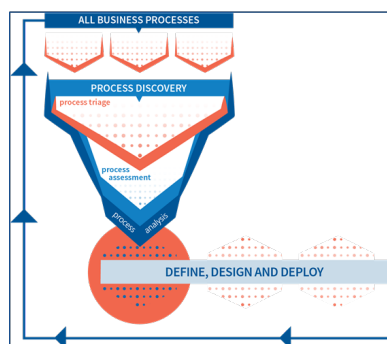 ALL BUSINESS PROCESSES
PROCESS DISCOVERY
process triage
process
assessment
process analysis
DEFINE, DESIGN AND DEPLOY